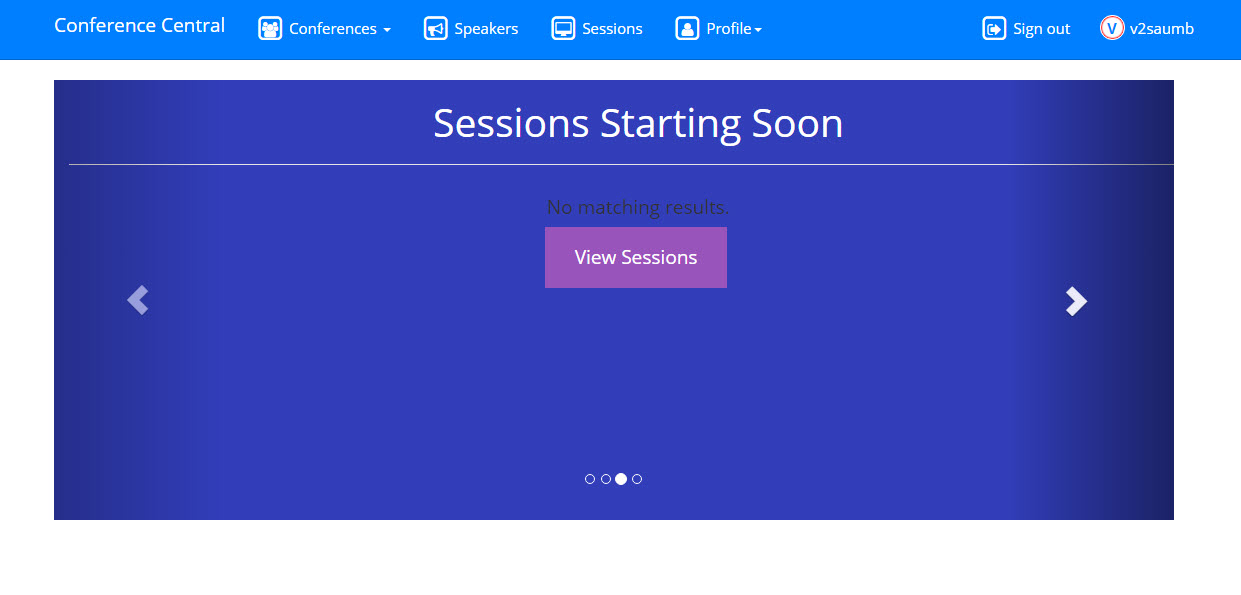 Conference Central Conferences Speakers Sessions Profile Sign out V v2saumb
Sessions Starting Soon
No matching results.
View Sessions